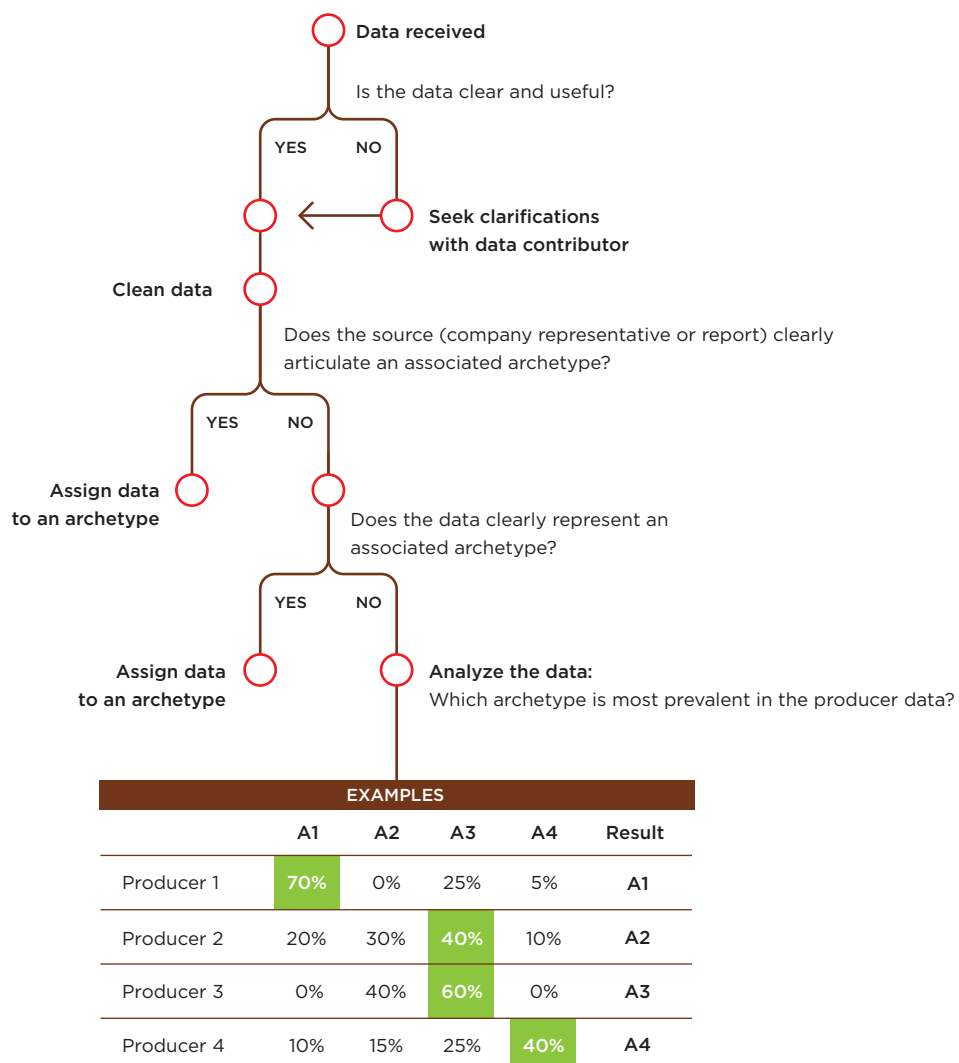 Data received
Is the data clear and useful?
YES NO
Seek clarifications
with data contributor
Clean data
Does the source (company representative or report) clearly
articulate an associated archetype?
YES NO
Assign data
to an archetype
Does the data clearly represent an
associated archetype?
YES NO
Assign data
to an archetype
Analyze the data:
Which archetype is most prevalent in the producer data?
EXAMPLES
A1 A2 A3 A4 Result
Producer 1 70% 0% 25% 5% A1
Producer 2 20% 30% 40% 10% A2
Producer 3 0% 40% 60% 0% A3
Producer 4 10% 15% 25% 40% A4